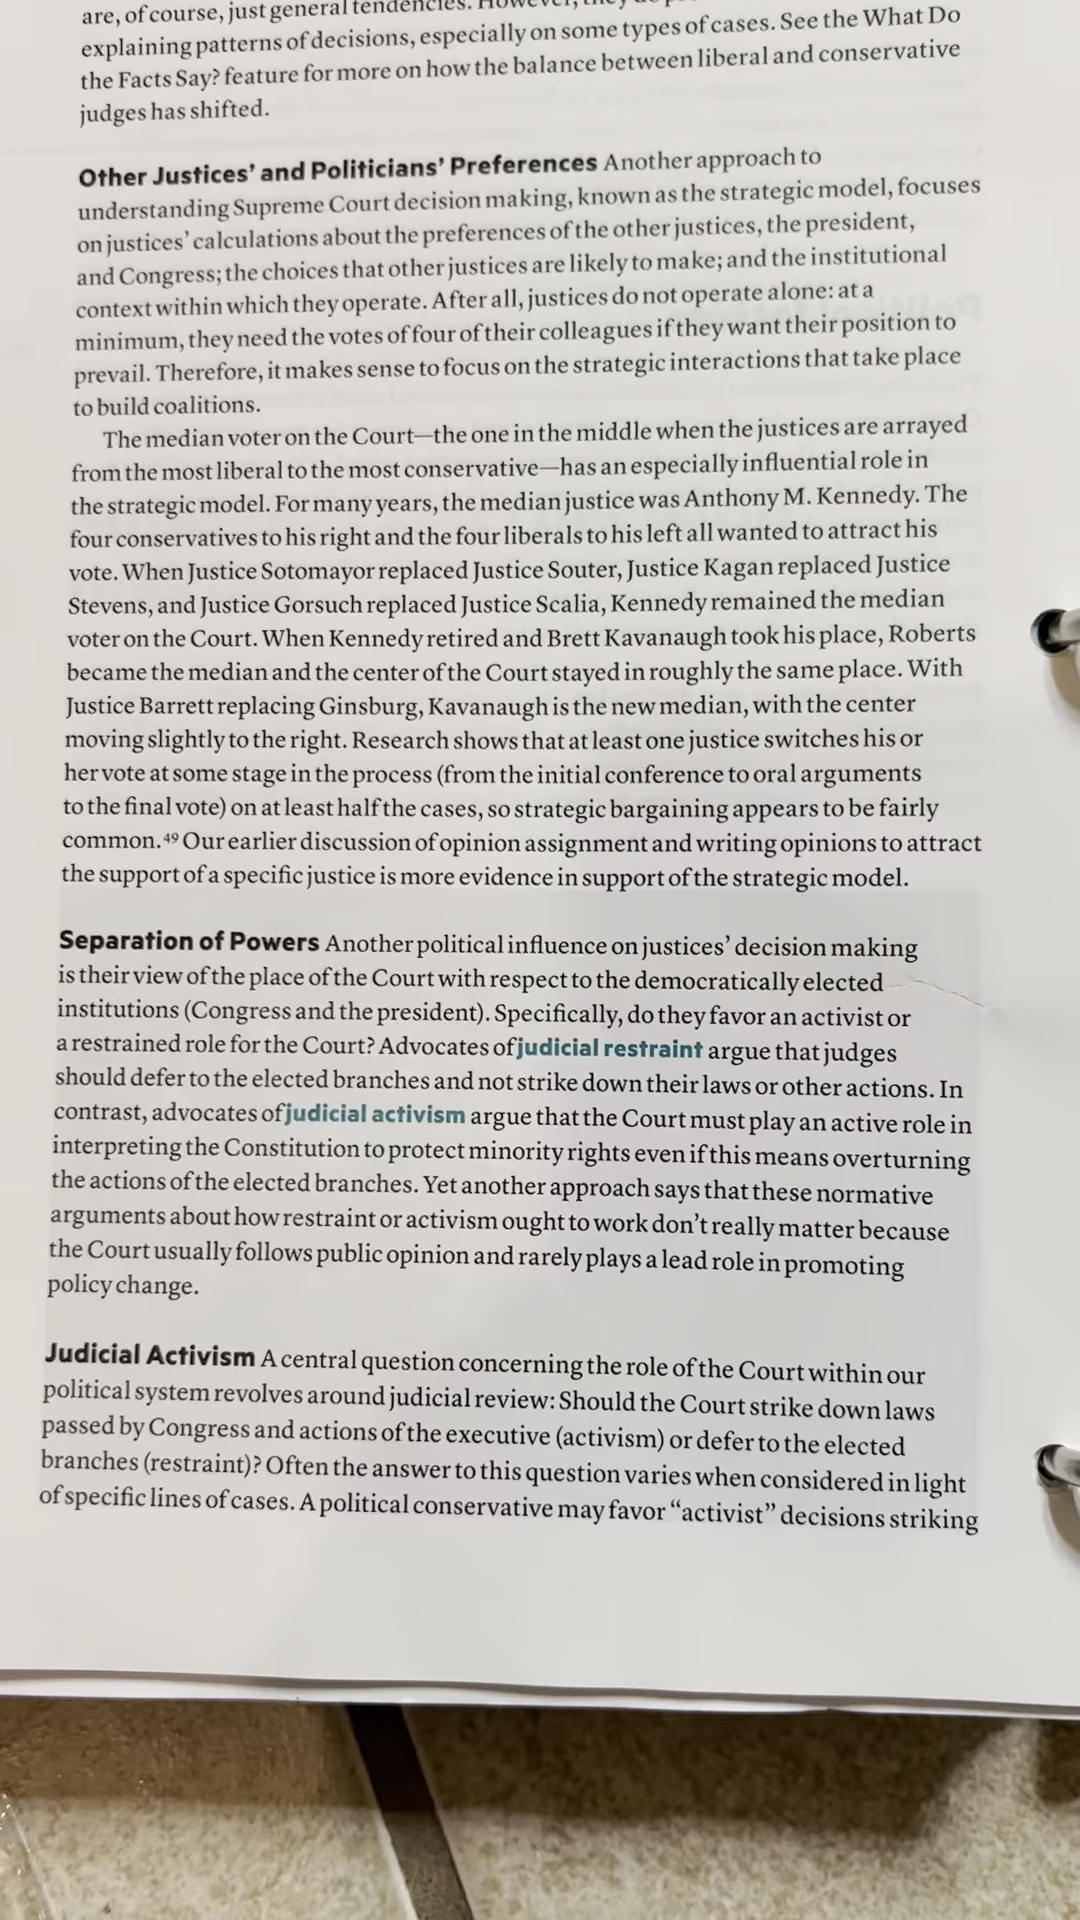 are, of course, just general tendencies. However, they do
explaining patterns of decisions, especially on some types of cases. See the What Do
the Facts Say? feature for more on how the balance between liberal and conservative
judges has shifted.
Other Justices’ and Politicians’ Preferences Another approach to
understanding Supreme Court decision making, known as the strategic model, focuses
on justices’ calculations about the preferences of the other justices, the president,
and Congress; the choices that other justices are likely to make; and the institutional
context within which they operate. After all, justices do not operate alone: at a
minimum, they need the votes of four of their colleagues if they want their position to
prevail. Therefore, it makes sense to focus on the strategic interactions that take place
to build coalitions.
The median voter on the Court—the one in the middle when the justices are arrayed
from the most liberal to the most conservative—has an especially influential role in
the strategic model. For many years, the median justice was Anthony M. Kennedy. The
four conservatives to his right and the four liberals to his left all wanted to attract his
vote. When Justice Sotomayor replaced Justice Souter, Justice Kagan replaced Justice
Stevens, and Justice Gorsuch replaced Justice Scalia, Kennedy remained the median
voter on the Court. When Kennedy retired and Brett Kavanaugh took his place, Roberts
became the median and the center of the Court stayed in roughly the same place. With
Justice Barrett replacing Ginsburg, Kavanaugh is the new median, with the center
moving slightly to the right. Research shows that at least one justice switches his or
her vote at some stage in the process (from the initial conference to oral arguments
to the final vote) on at least half the cases, so strategic bargaining appears to be fairly
common.⁴⁹ Our earlier discussion of opinion assignment and writing opinions to attract
the support of a specific justice is more evidence in support of the strategic model.
Separation of Powers Another political influence on justices’ decision making
is their view of the place of the Court with respect to the democratically elected
institutions (Congress and the president). Specifically, do they favor an activist or
a restrained role for the Court? Advocates of judicial restraint argue that judges
should defer to the elected branches and not strike down their laws or other actions. In
contrast, advocates of judicial activism argue that the Court must play an active role in
interpreting the Constitution to protect minority rights even if this means overturning
the actions of the elected branches. Yet another approach says that these normative
arguments about how restraint or activism ought to work don’t really matter because
the Court usually follows public opinion and rarely plays a lead role in promoting
policy change.
Judicial Activism A central question concerning the role of the Court within our
political system revolves around judicial review: Should the Court strike down laws
passed by Congress and actions of the executive (activism) or defer to the elected
branches (restraint)? Often the answer to this question varies when considered in light
of specific lines of cases. A political conservative may favor “activist” decisions striking